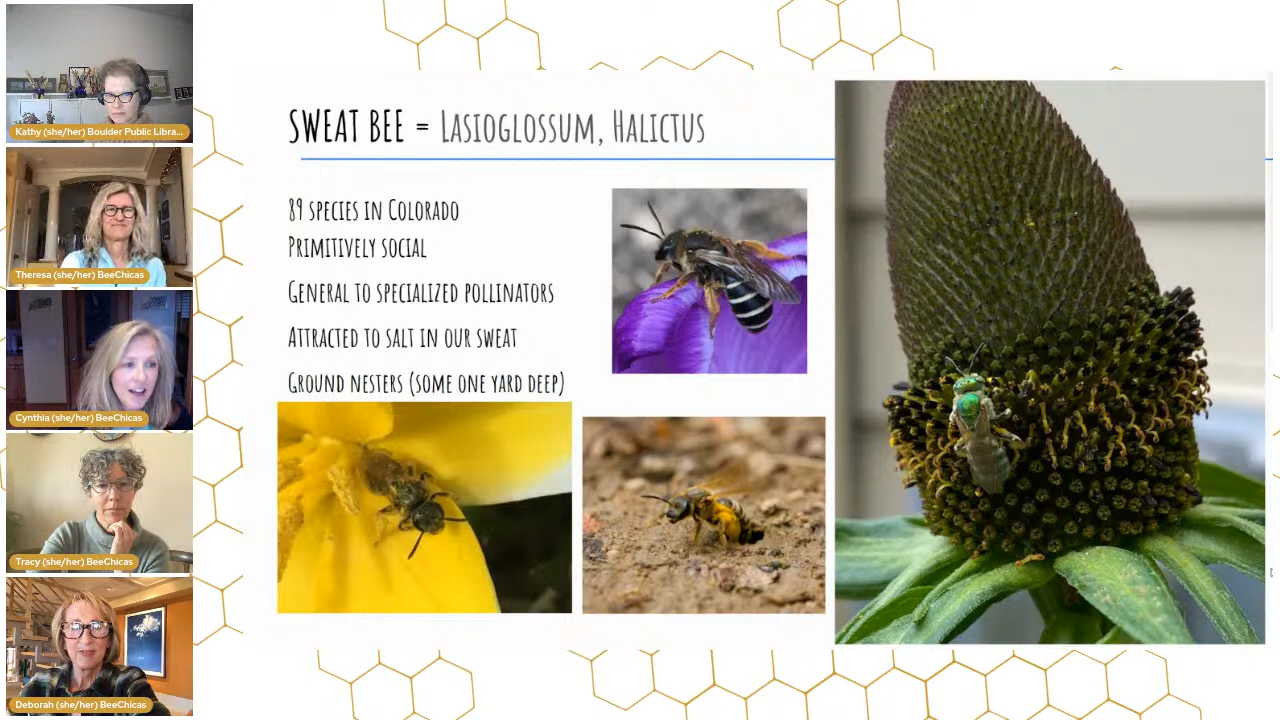 Kathy (she/her) Boulder Public Libra...
Theresa (she/her) BeeChicas
Cynthia (she/her) BeeChicas
Tracy (she/her) BeeChicas
Deborah (she/her) BeeChicas
SWEAT BEE = LASIOGLOSSUM, HALICTUS
89 SPECIES IN COLORADO
PRIMITIVELY SOCIAL
GENERAL TO SPECIALIZED POLLINATORS
ATTRACTED TO SALT IN OUR SWEAT
GROUND NESTERS (SOME ONE YARD DEEP)